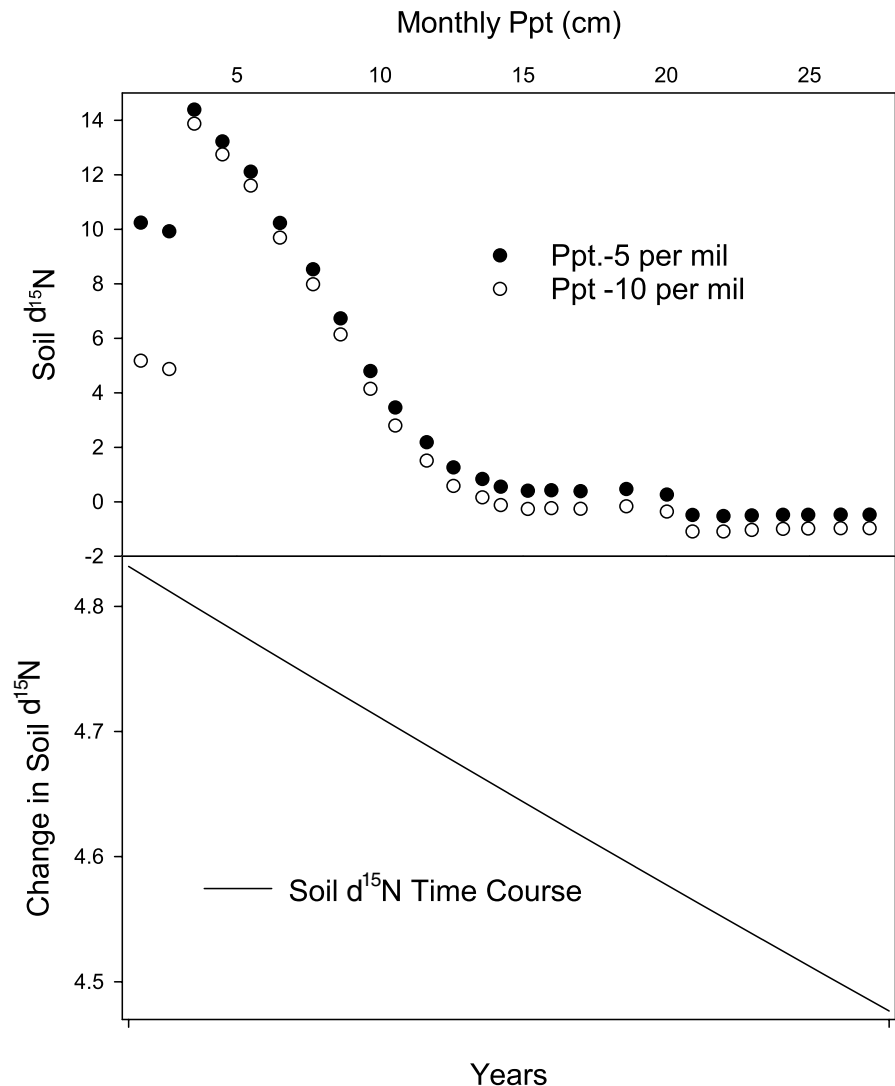 Monthly Ppt (cm)
5 10 15 20 25
14
12
10
8
6
4
2
0
-2
Soil d15N
Ppt.-5 per mil
Ppt -10 per mil
4.8
4.7
4.6
4.5
Change in Soil d15N
Soil d15N Time Course
Years